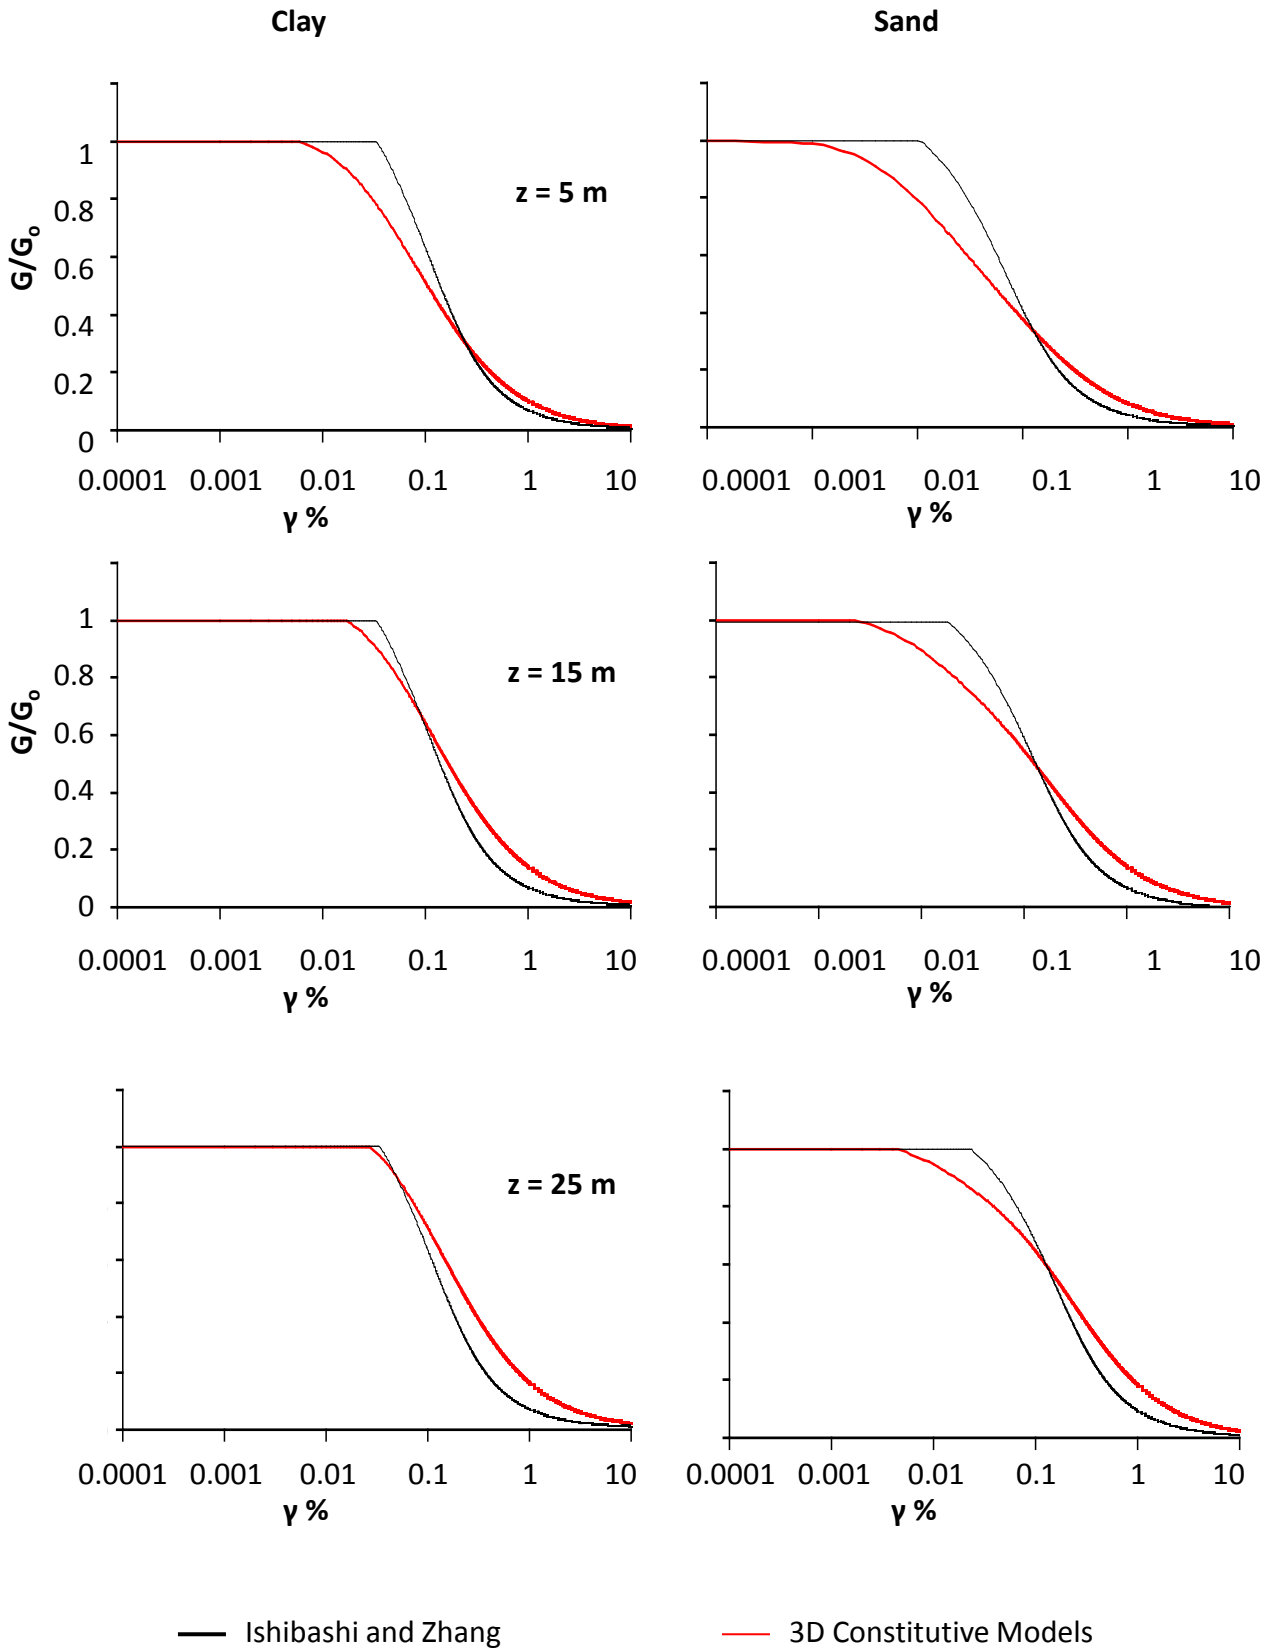 Clay Sand
1
0.8
0.6
0.4
0.2
0
G/Go
z = 5 m
0.0001 0.001 0.01 0.1 1 10
γ %
0.0001 0.001 0.01 0.1 1 10
γ %
1
0.8
0.6
0.4
0.2
0
G/Go
z = 15 m
0.0001 0.001 0.01 0.1 1 10
γ %
0.0001 0.001 0.01 0.1 1 10
γ %
z = 25 m
0.0001 0.001 0.01 0.1 1 10
γ %
0.0001 0.001 0.01 0.1 1 10
γ %
Ishibashi and Zhang
3D Constitutive Models